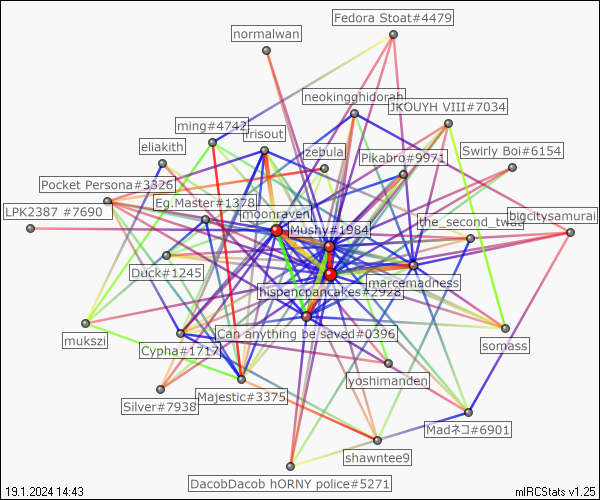 Fedora Stoat#4479
normalwan
neokingghidorah
JKOUYH VIII#7034
ming#4742
risout
zebula
Pikabro#9971
Swirly Boi#6154
eliakith
Pocket Persona#3326
Eg.Master#1378
LPK2387 #7690
moonraven
the_second_twat
bigcitysamurai
Mushy#1984
Duck#1245
marcemadness
hispanicpancakes#2928
Can anything be saved#0396
mukszi
Cypha#1717
somass
yoshimanden
Silver#7938
Majestic#3375
Madネコ#6901
shawntee9
DacobDacob hORNY police#5271
19.1.2024 14:43
mIRCStats v1.25